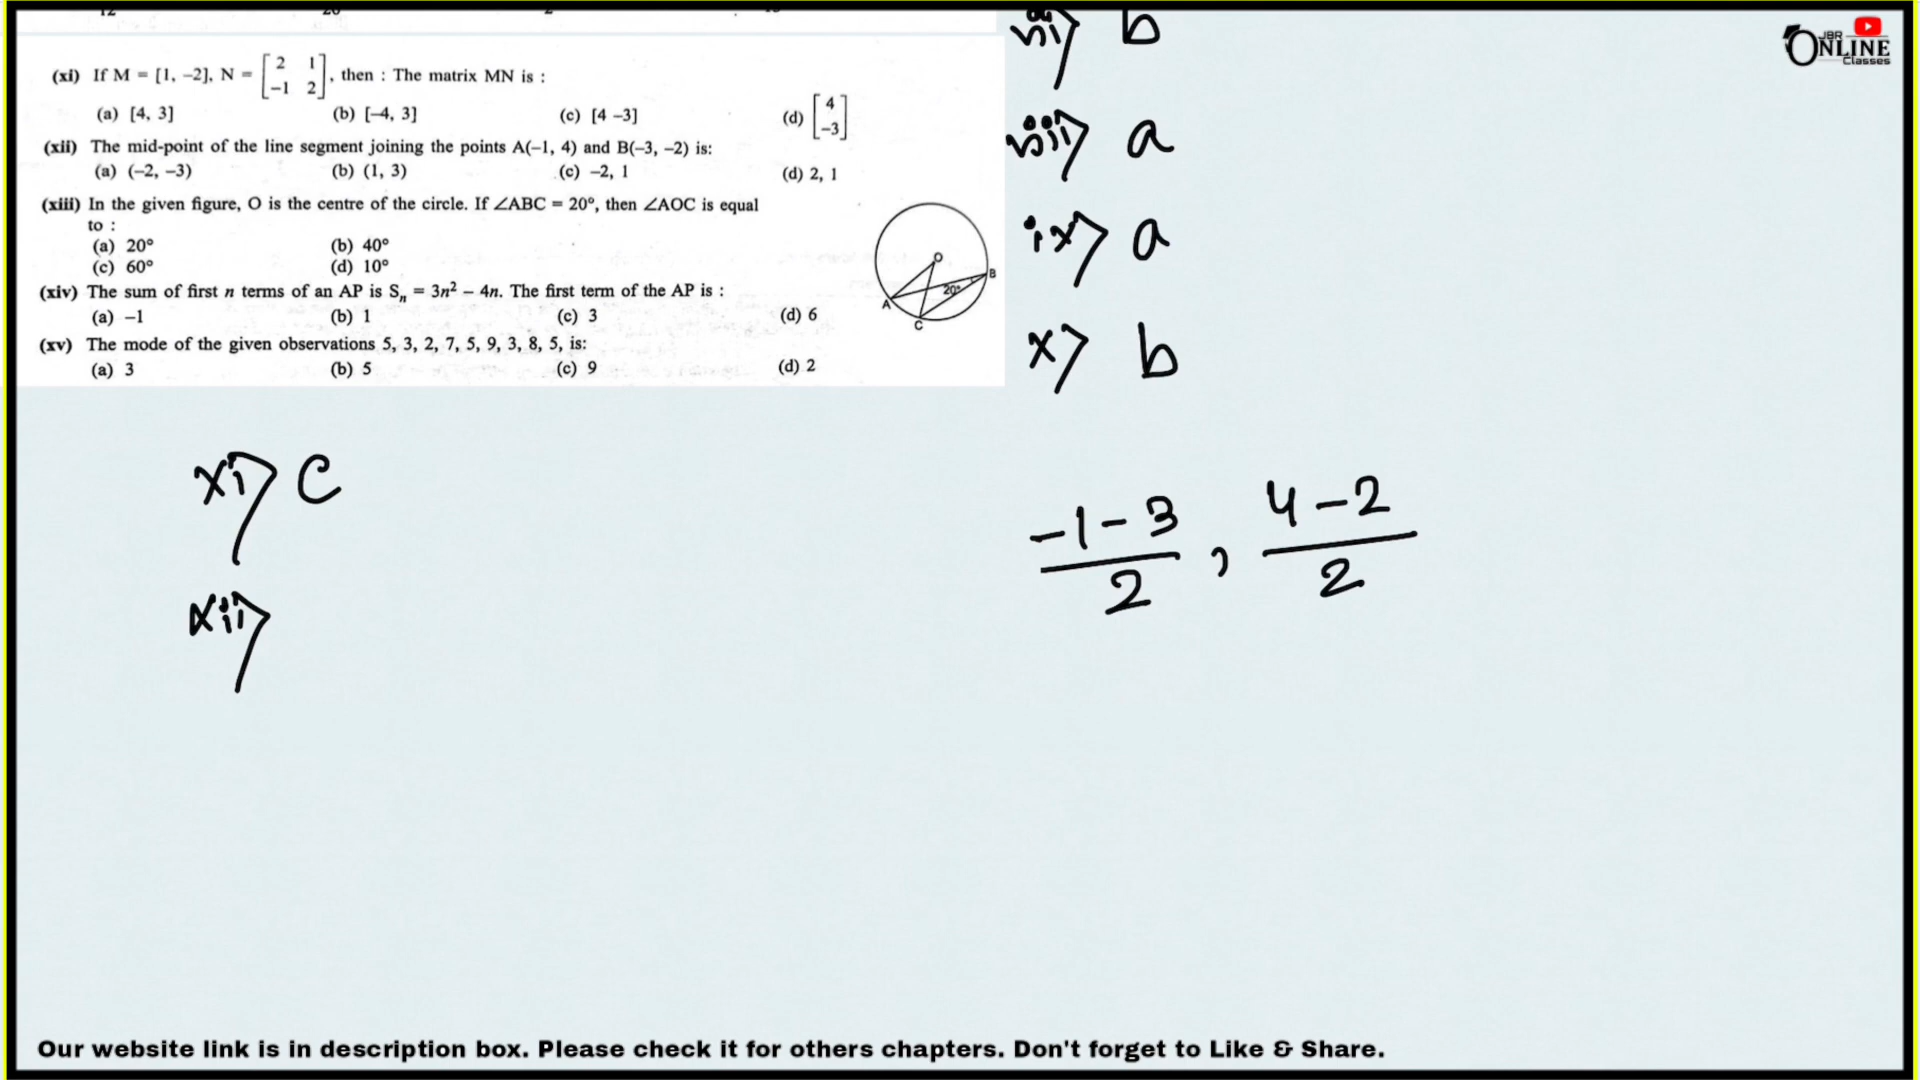 (xi) If M = [1, –2], N = [2 1 –1 2], then : The matrix MN is :
(a) [4, 3] (b) [–4, 3] (c) [4 –3] (d) [4 –3]
(xii) The mid-point of the line segment joining the points A(–1, 4) and B(–3, –2) is:
(a) (–2, –3) (b) (1, 3) (c) –2, 1 (d) 2, 1
(xiii) In the given figure, O is the centre of the circle. If ∠ABC = 20°, then ∠AOC is equal
to :
(a) 20° (b) 40°
(c) 60° (d) 10°
O
B
20°
A
C
(xiv) The sum of first n terms of an AP is Sₙ = 3n² – 4n. The first term of the AP is :
(a) –1 (b) 1 (c) 3 (d) 6
(xv) The mode of the given observations 5, 3, 2, 7, 5, 9, 3, 8, 5, is:
(a) 3 (b) 5 (c) 9 (d) 2
b
viii> a
ix> a
x> b
JBR
ONLINE
Classes
xi> C
xii>
-1-3/2 , 4-2/2
Our website link is in description box. Please check it for others chapters. Don't forget to Like & Share.